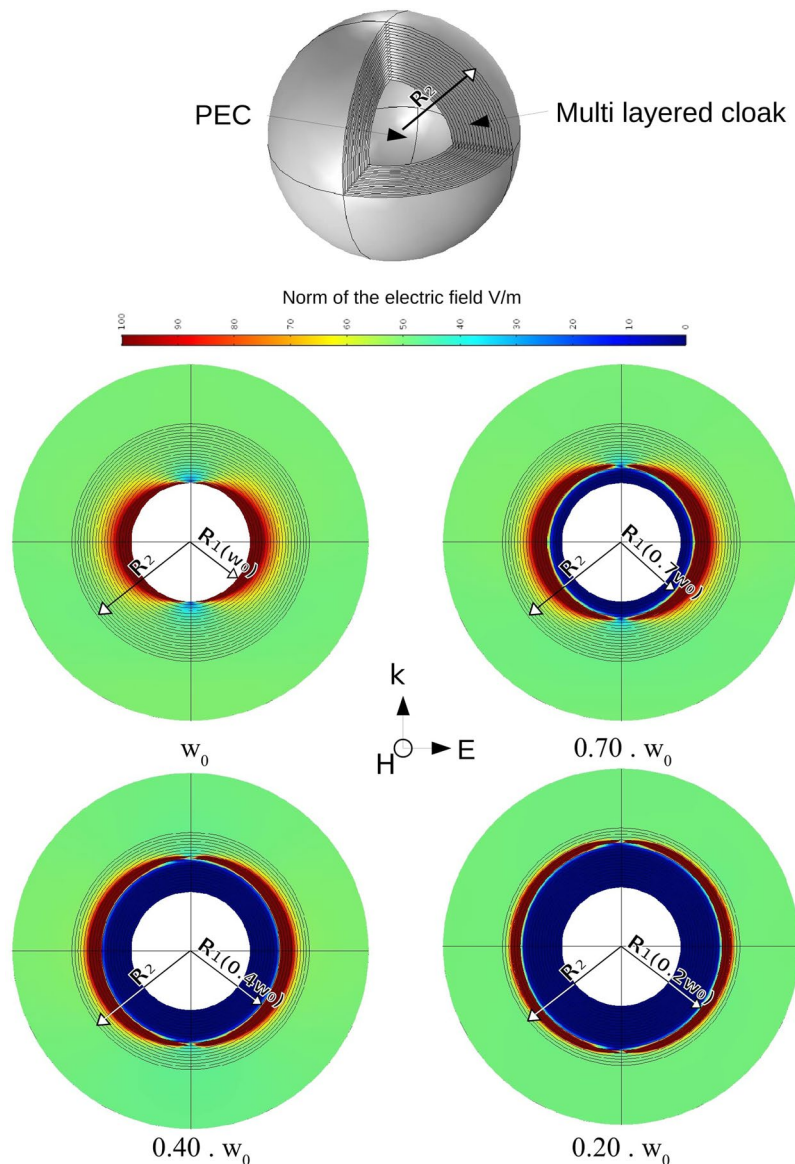 R2
PEC
Multi layered cloak
Norm of the electric field V/m
100 90 80 70 60 50 40 30 20 10 0
R1(w0)
R2
R1(0.7w0)
R2
k
H
E
w0
0.70 . w0
R1(0.4w0)
R2
R1(0.2w0)
R2
0.40 . w0
0.20 . w0